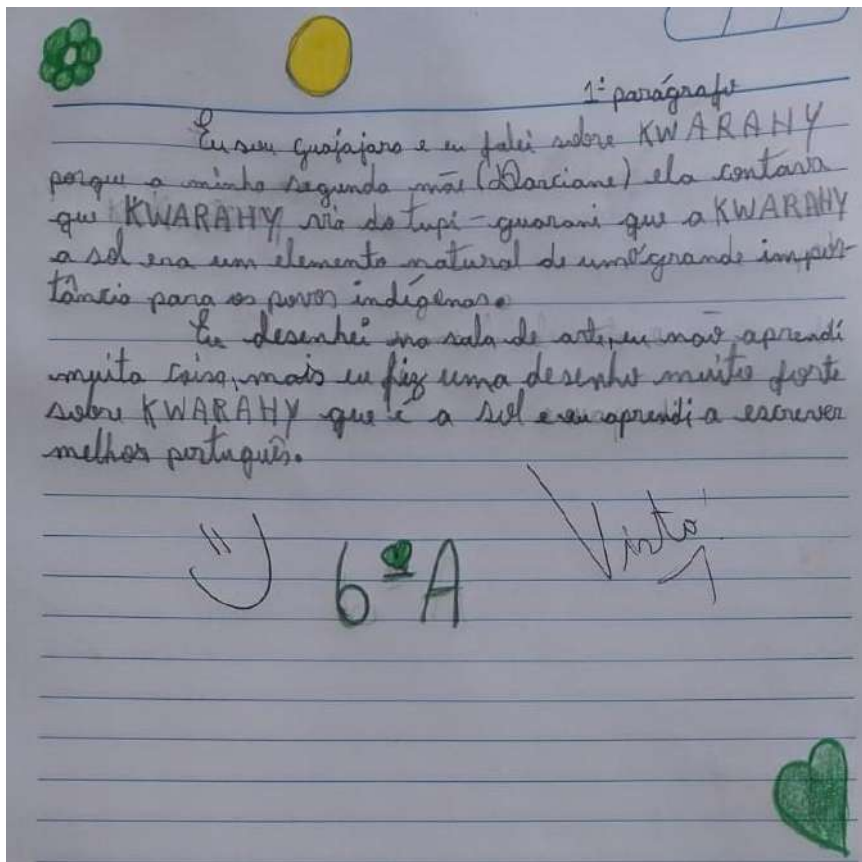 1º parágrafo
Eu sou guajajara e eu falei sobre KWARAHY
porque a minha segunda mãe (Darciane) ela contava
que KWARAHY via do tupi-guarani que a KWARAHY
a sol era um elemento natural de uma grande impor-
tância para os povos indígenas.
Eu desenhei na sala de arte, eu não aprendi
muita coisa, mais eu fiz uma desenho muito forte
sobre KWARAHY que é a sol e eu aprendi a escrever
melhor português.
Visto
6º A